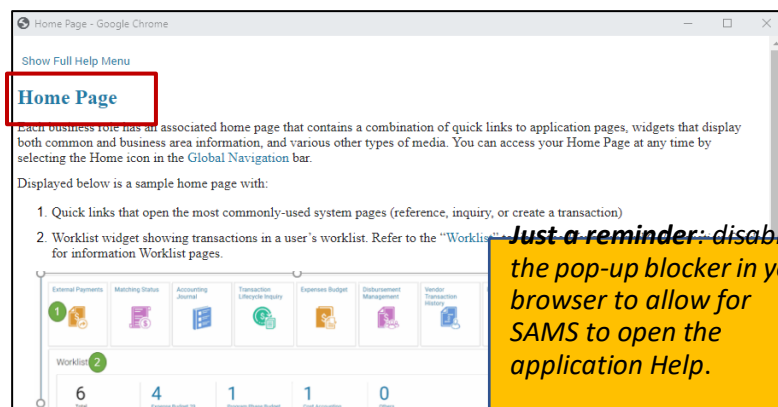 Home Page - Google Chrome
Show Full Help Menu
Home Page
Each business role has an associated home page that contains a combination of quick links to application pages, widgets that display
both common and business area information, and various other types of media. You can access your Home Page at any time by
selecting the Home icon in the Global Navigation bar.
Displayed below is a sample home page with:
1. Quick links that open the most commonly-used system pages (reference, inquiry, or create a transaction)
2. Worklist widget showing transactions in a user's worklist. Refer to the "Worklist"
for information Worklist pages.
Just a reminder: disabl
the pop-up blocker in yo
browser to allow for
SAMS to open the
application Help.
External Payments
Matching Status
Accounting Journal
Transaction Lifecycle Inquiry
Expenses Budget
Disbursement Management
Vendor Transaction History
1
Worklist 2
6 4 1 1 0
Total